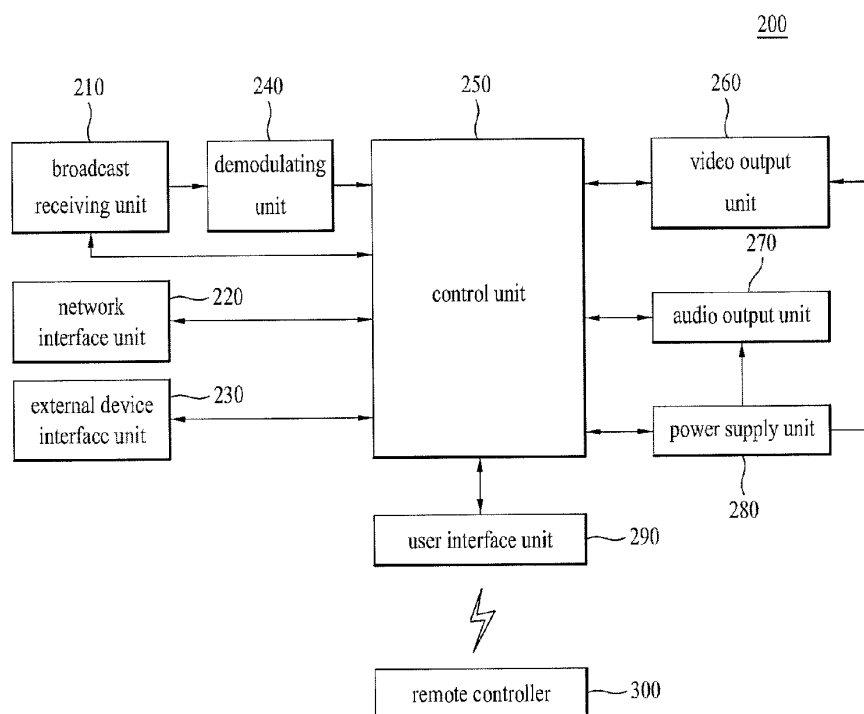 200
210
240
250
260
broadcast
receiving unit
demodulating
unit
video output
unit
270
control unit
network
interface unit
220
audio output unit
external device
interface unit
230
power supply unit
280
user interface unit
290
remote controller
300